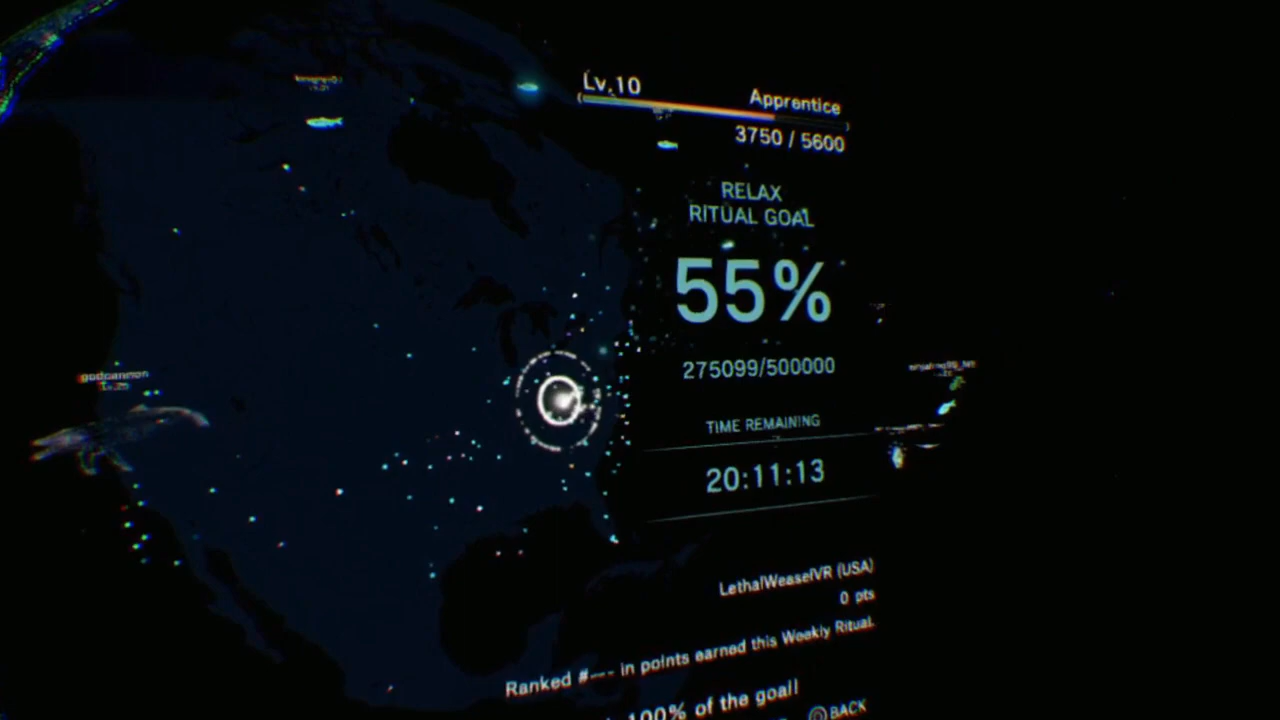 Lv.10
Apprentice
3750 / 5600
RELAX
RITUAL GOAL
55%
275099/500000
godcannon
TIME REMAINING
20:11:13
LethalWeaselVR (USA)
0 pts
Ranked #--- in points earned this Weekly Ritual.
100% of the goal!
BACK